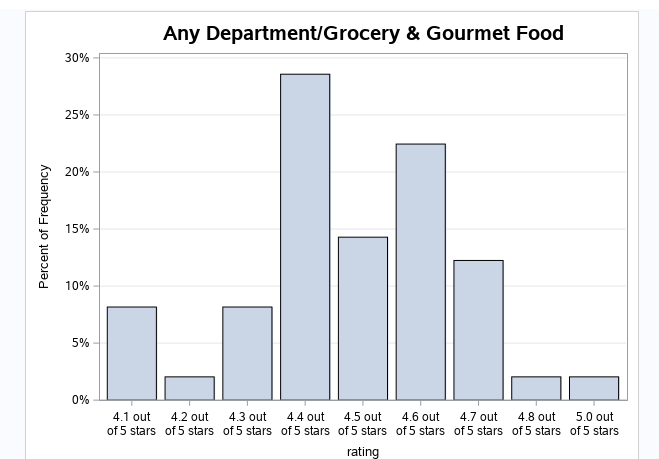 Any Department/Grocery & Gourmet Food
30%
25%
20%
15%
10%
5%
0%
Percent of Frequency
4.1 out
of 5 stars
4.2 out
of 5 stars
4.3 out
of 5 stars
4.4 out
of 5 stars
4.5 out
of 5 stars
4.6 out
of 5 stars
4.7 out
of 5 stars
4.8 out
of 5 stars
5.0 out
of 5 stars
rating